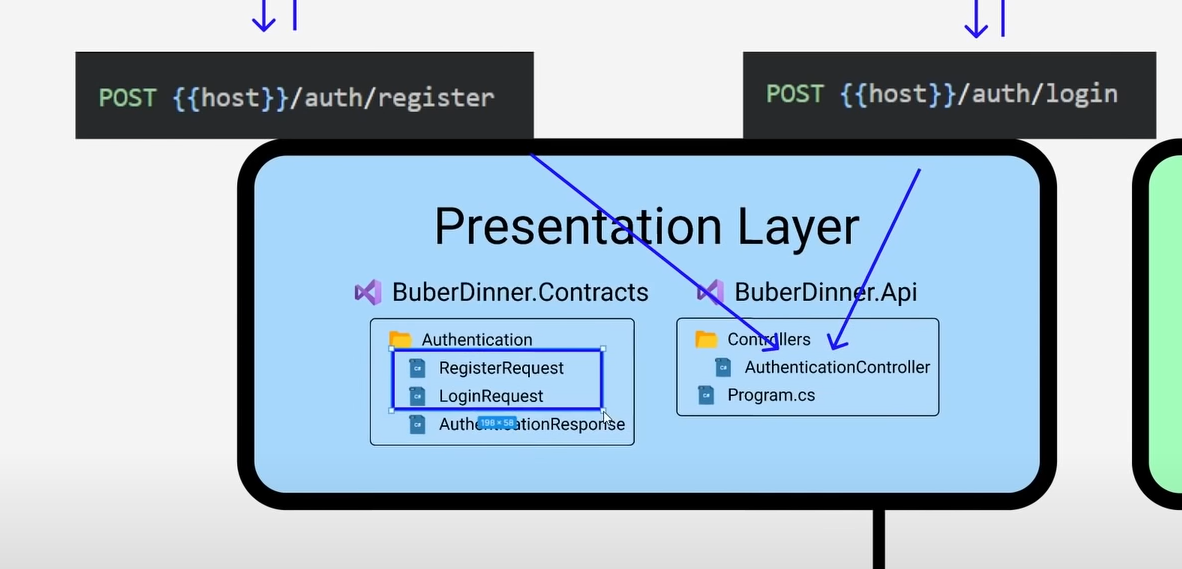 POST {{host}}/auth/register
POST {{host}}/auth/login
Presentation Layer
BuberDinner.Contracts
Authentication
RegisterRequest
LoginRequest
AuthenticationResponse
198 × 58
BuberDinner.Api
Controllers
AuthenticationController
Program.cs